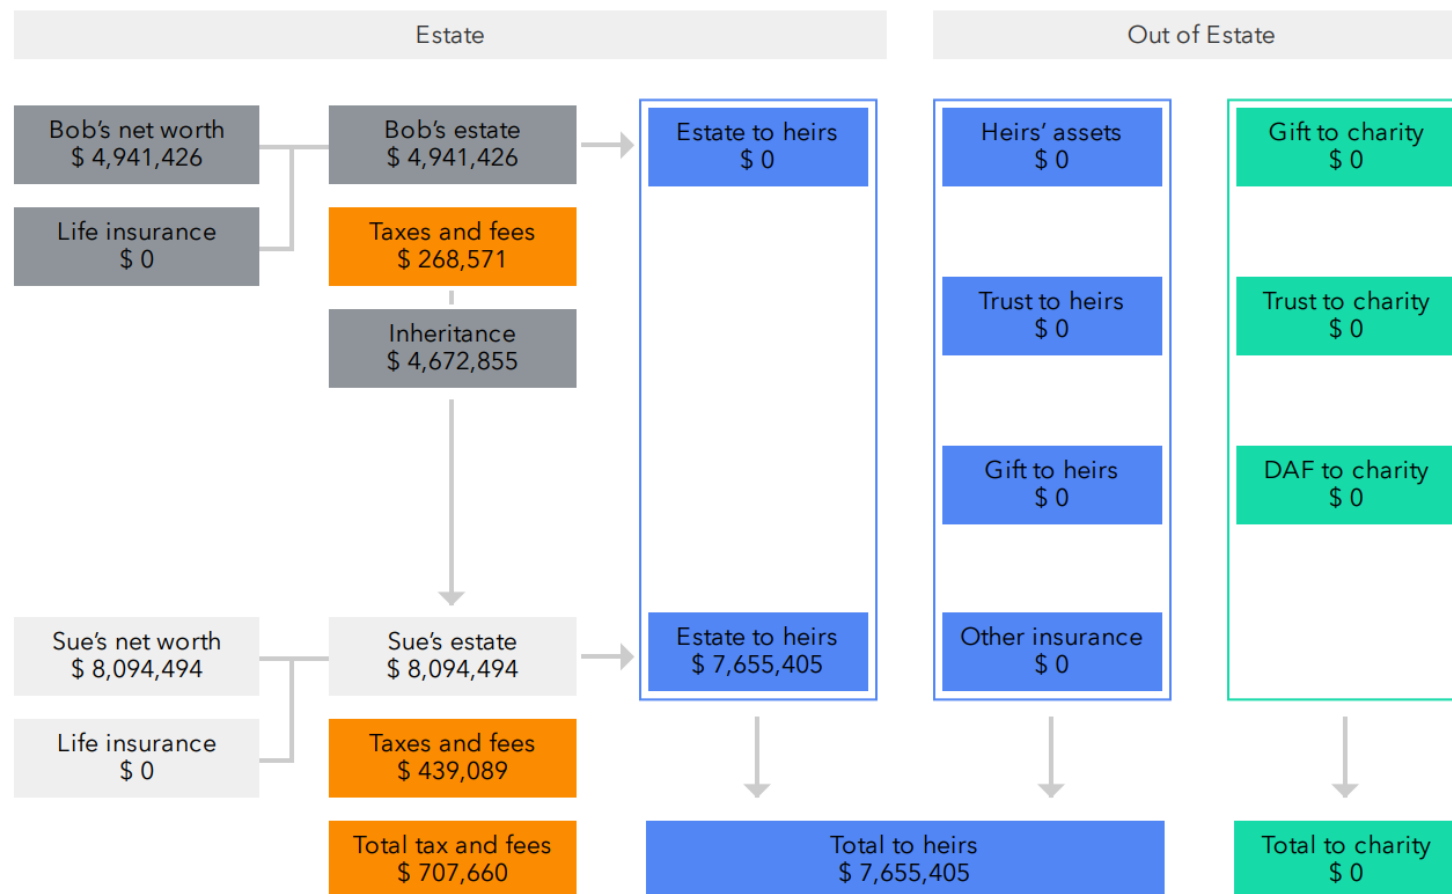 Estate
Out of Estate
Bob's net worth
$ 4,941,426
Bob's estate
$ 4,941,426
Estate to heirs
$ 0
Heirs' assets
$ 0
Gift to charity
$ 0
Life insurance
$ 0
Taxes and fees
$ 268,571
Inheritance
$ 4,672,855
Trust to heirs
$ 0
Trust to charity
$ 0
Gift to heirs
$ 0
DAF to charity
$ 0
Sue's net worth
$ 8,094,494
Sue's estate
$ 8,094,494
Estate to heirs
$ 7,655,405
Other insurance
$ 0
Life insurance
$ 0
Taxes and fees
$ 439,089
Total tax and fees
$ 707,660
Total to heirs
$ 7,655,405
Total to charity
$ 0